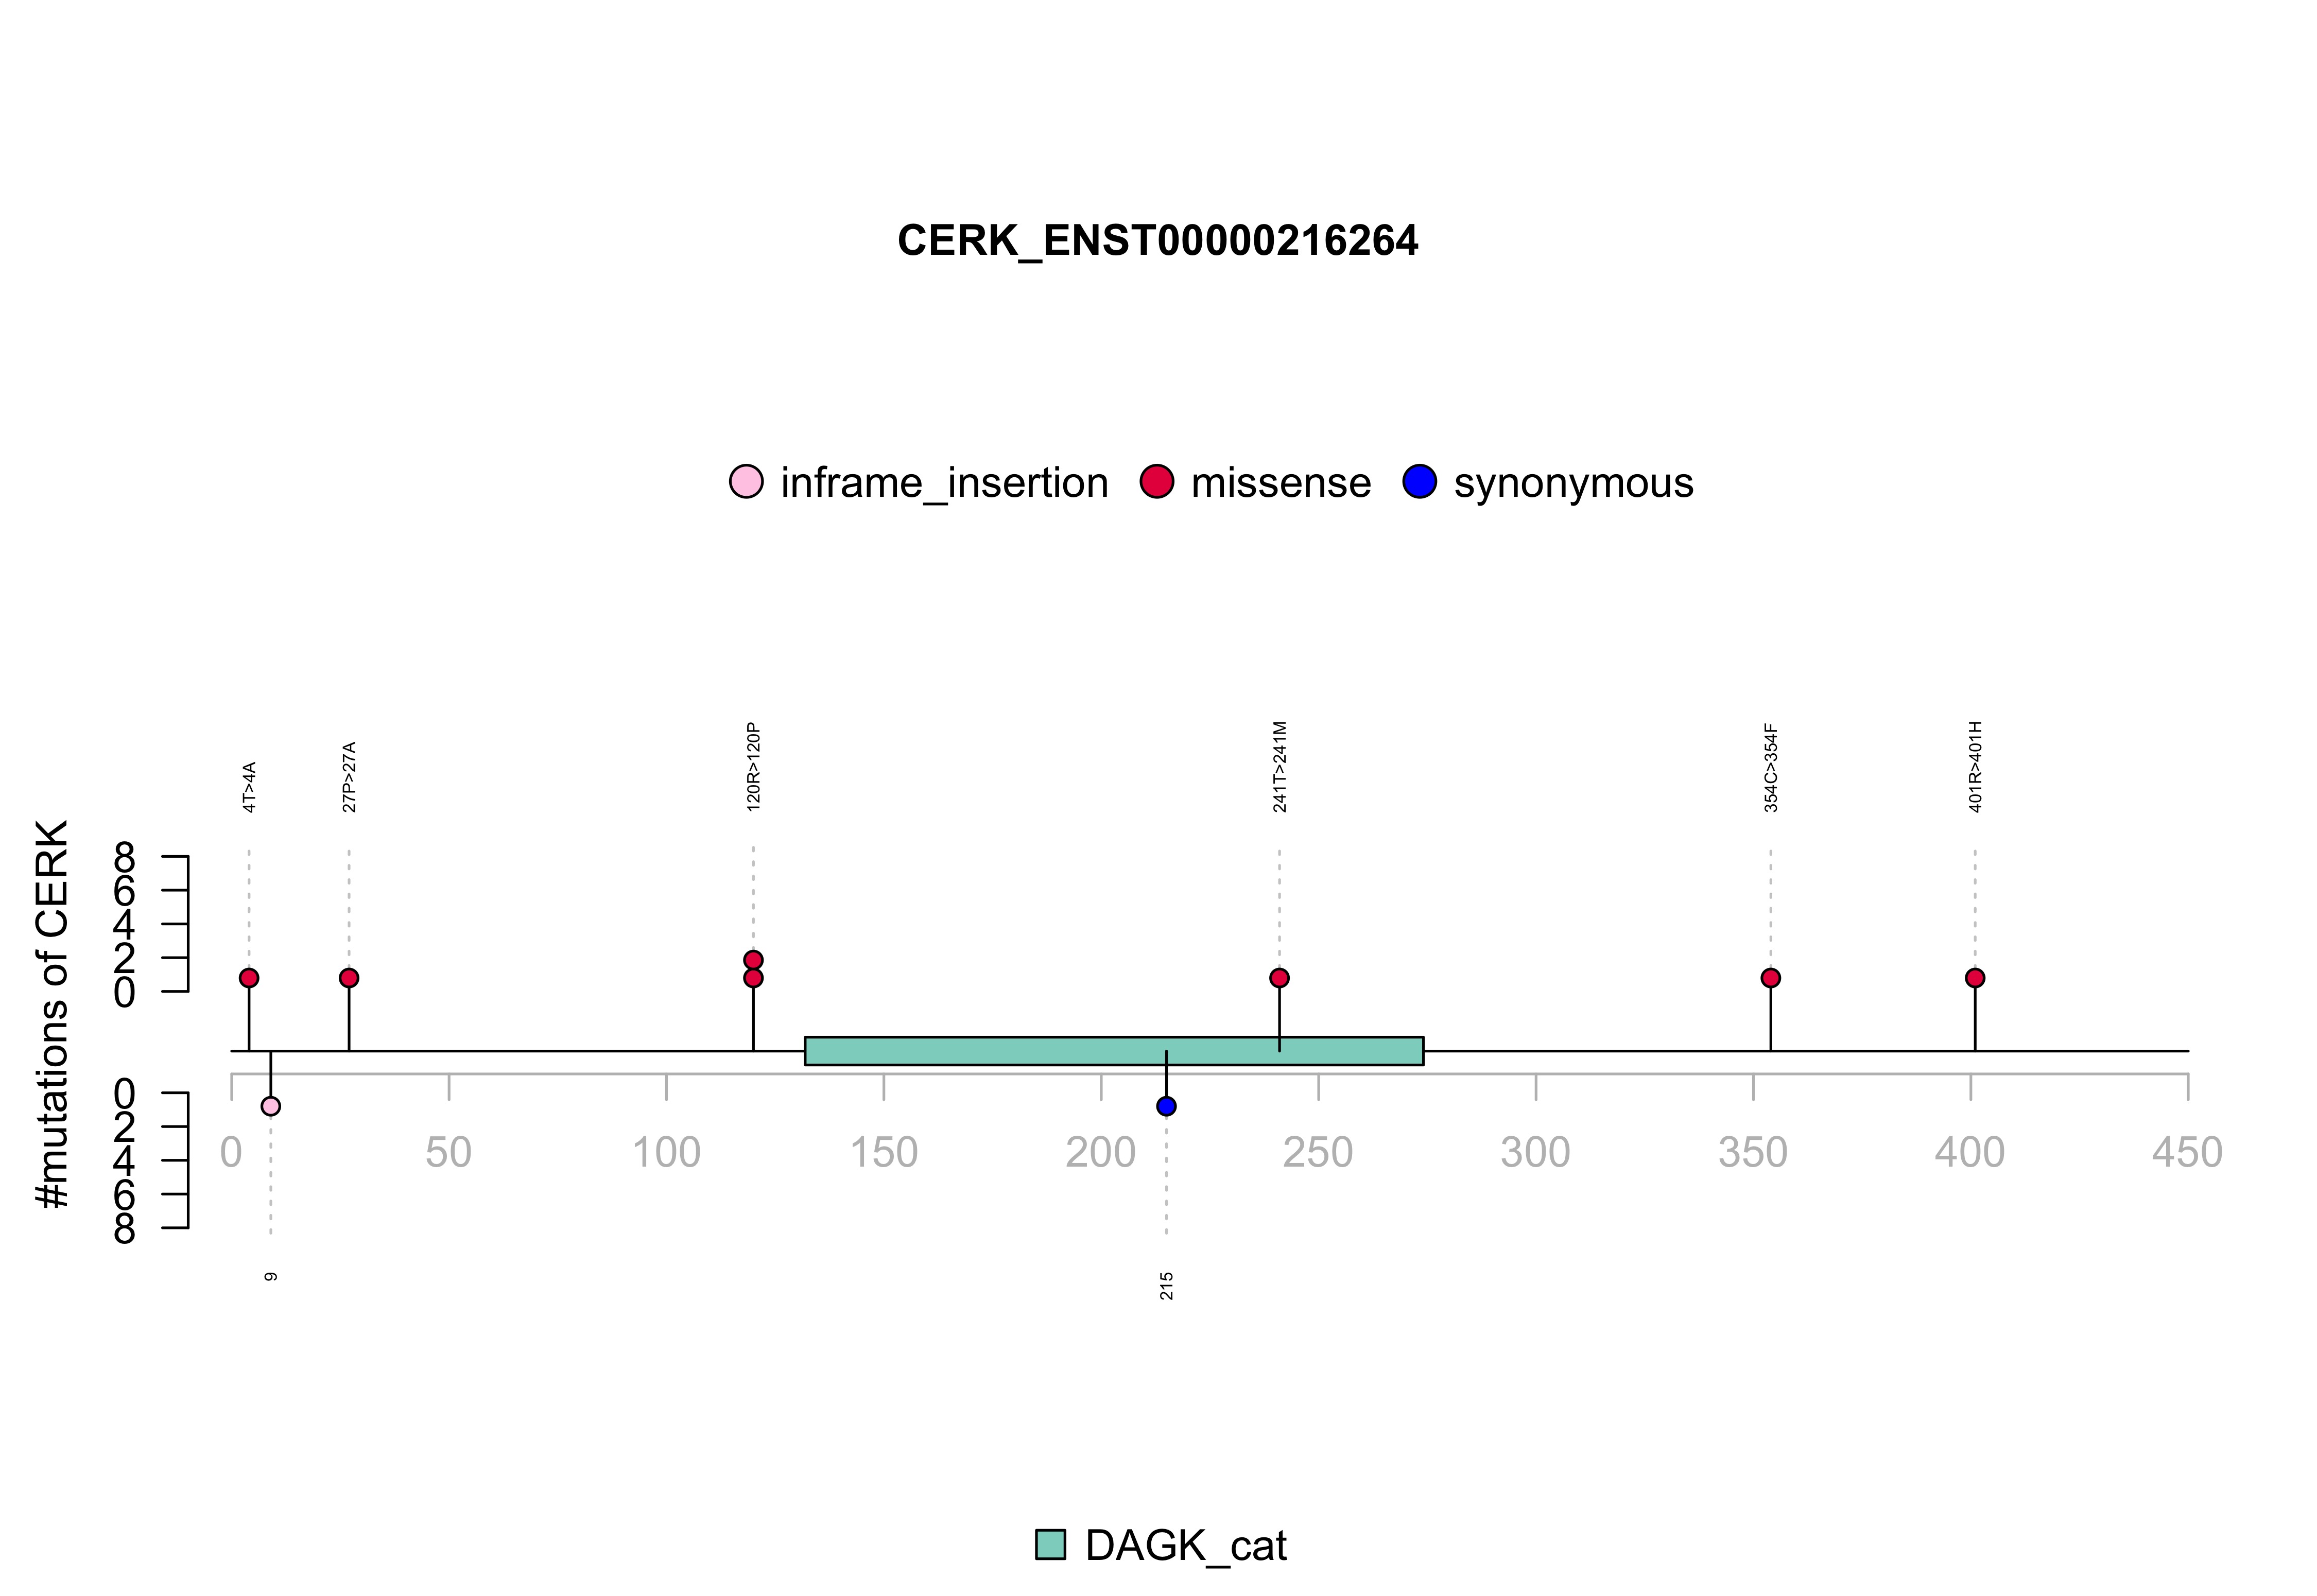 CERK_ENST00000216264
inframe_insertion missense synonymous
4T>4A 27P>27A 120R>120P 241T>241M 354C>354F 401R>401H
#mutations of CERK
8
6
4
2
0
0
2
4
6
8
0 50 100 150 200 250 300 350 400 450
9 215
DAGK_cat